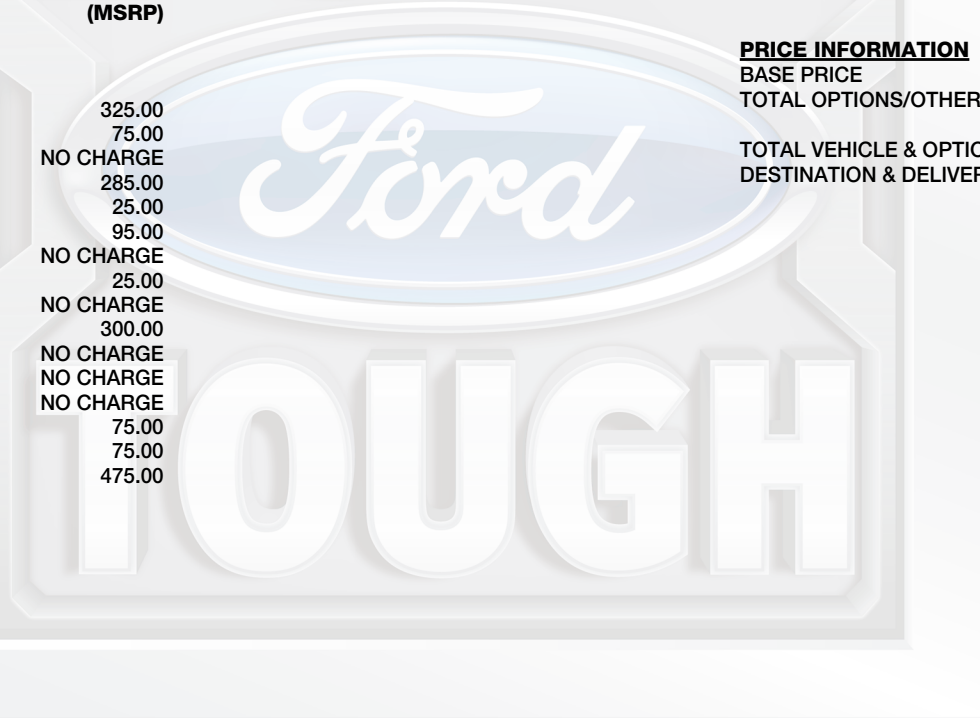 (MSRP)
325.00
75.00
NO CHARGE
285.00
25.00
95.00
NO CHARGE
25.00
NO CHARGE
300.00
NO CHARGE
NO CHARGE
NO CHARGE
75.00
75.00
475.00
PRICE INFORMATION
BASE PRICE
TOTAL OPTIONS/OTHER
TOTAL VEHICLE & OPTIO
DESTINATION & DELIVER
Ford
TOUGH